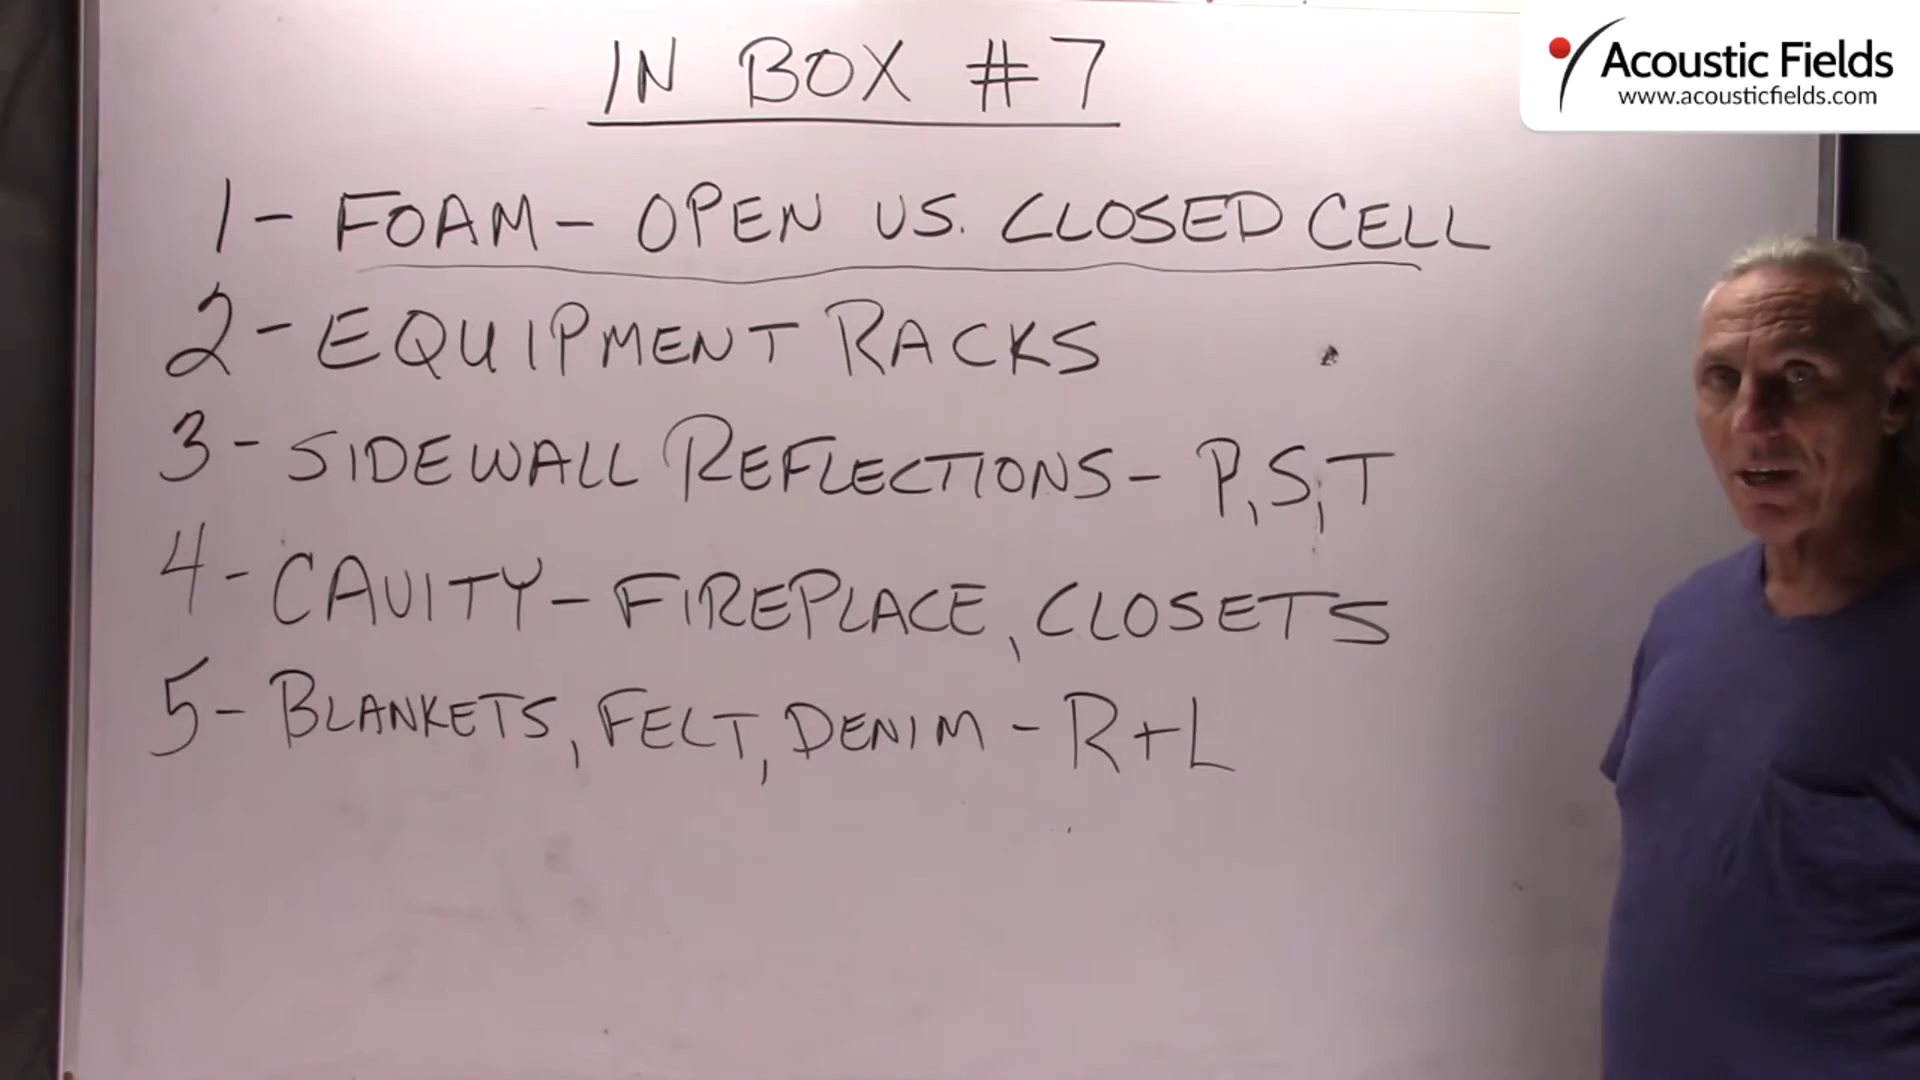 IN BOX #7
Acoustic Fields
www.acousticfields.com
1- FOAM- OPEN VS. CLOSED CELL
2- EQUIPMENT RACKS
3- SIDEWALL REFLECTIONS- P, S, T
4- CAVITY- FIREPLACE, CLOSETS
5- BLANKETS, FELT, DENIM - R+L